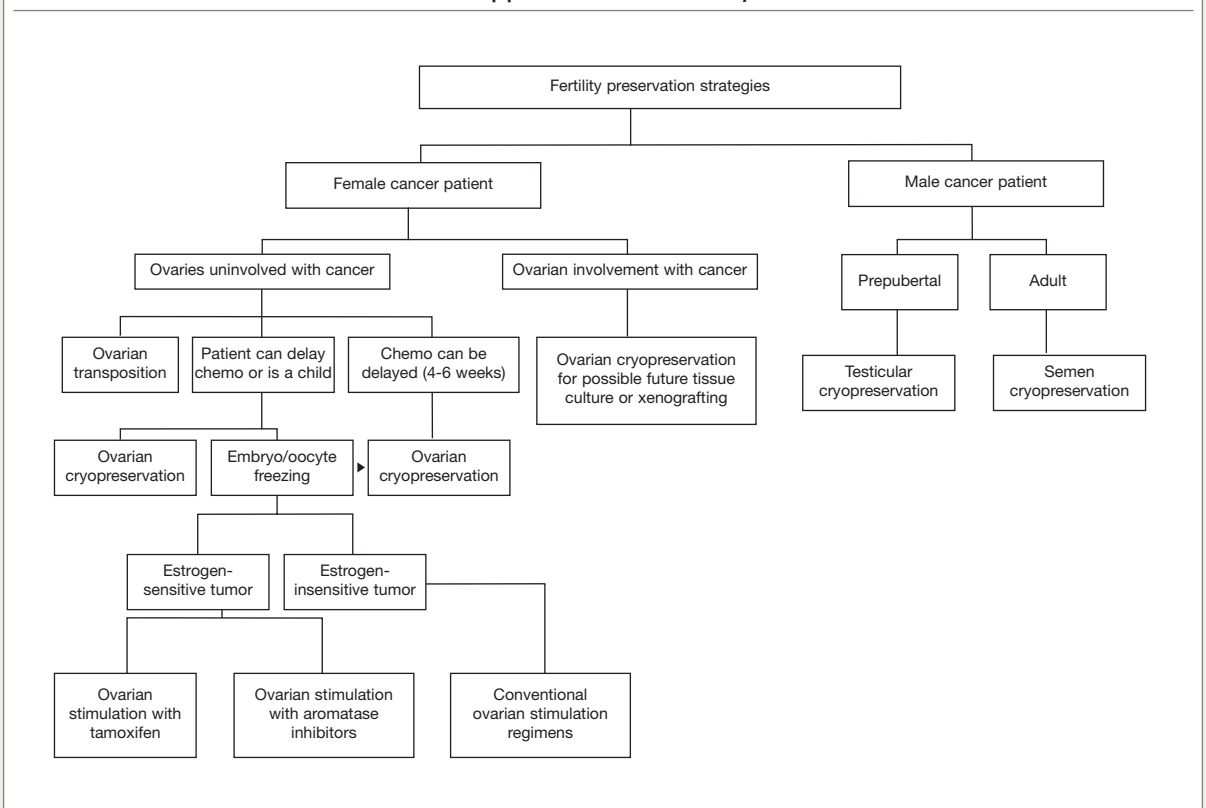 Fertility preservation strategies
Female cancer patient
Male cancer patient
Ovaries uninvolved with cancer
Ovarian involvement with cancer
Prepubertal
Adult
Ovarian
transposition
Patient can delay
chemo or is a child
Chemo can be
delayed (4-6 weeks)
Ovarian cryopreservation
for possible future tissue
culture or xenografting
Testicular
cryopreservation
Semen
cryopreservation
Ovarian
cryopreservation
Embryo/oocyte
freezing
Ovarian
cryopreservation
Estrogen-
sensitive tumor
Estrogen-
insensitive tumor
Ovarian
stimulation with
tamoxifen
Ovarian stimulation
with aromatase
inhibitors
Conventional
ovarian stimulation
regimens